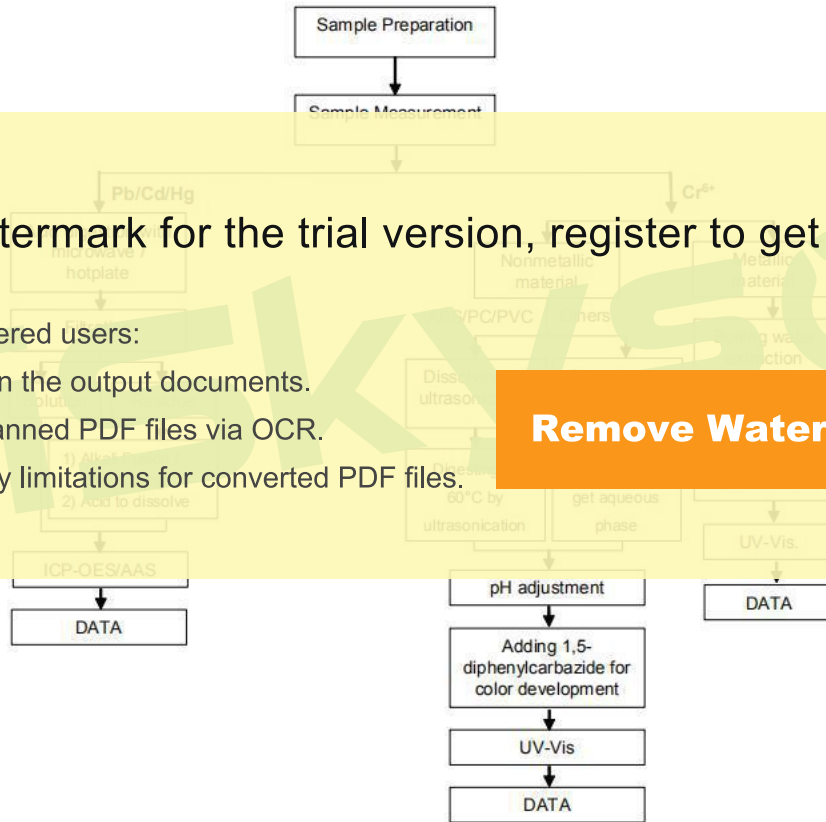 Sample Preparation
Sample Measurement
Pb/Cd/Hg
Cr⁶⁺
termark for the trial version, register to get
microwave /
hotplate
Nonmetallic
material
Metallic
material
ered users:
/PC/PVC
Others
n the output documents.
anned PDF files via OCR.
Remove Water
1) Alkali
y limitations for converted PDF files.
2) Acid to dissolve
60°C by
ultrasonication
get aqueous
phase
ICP-OES/AAS
UV-Vis.
DATA
pH adjustment
DATA
Adding 1,5-
diphenylcarbazide for
color development
UV-Vis
DATA